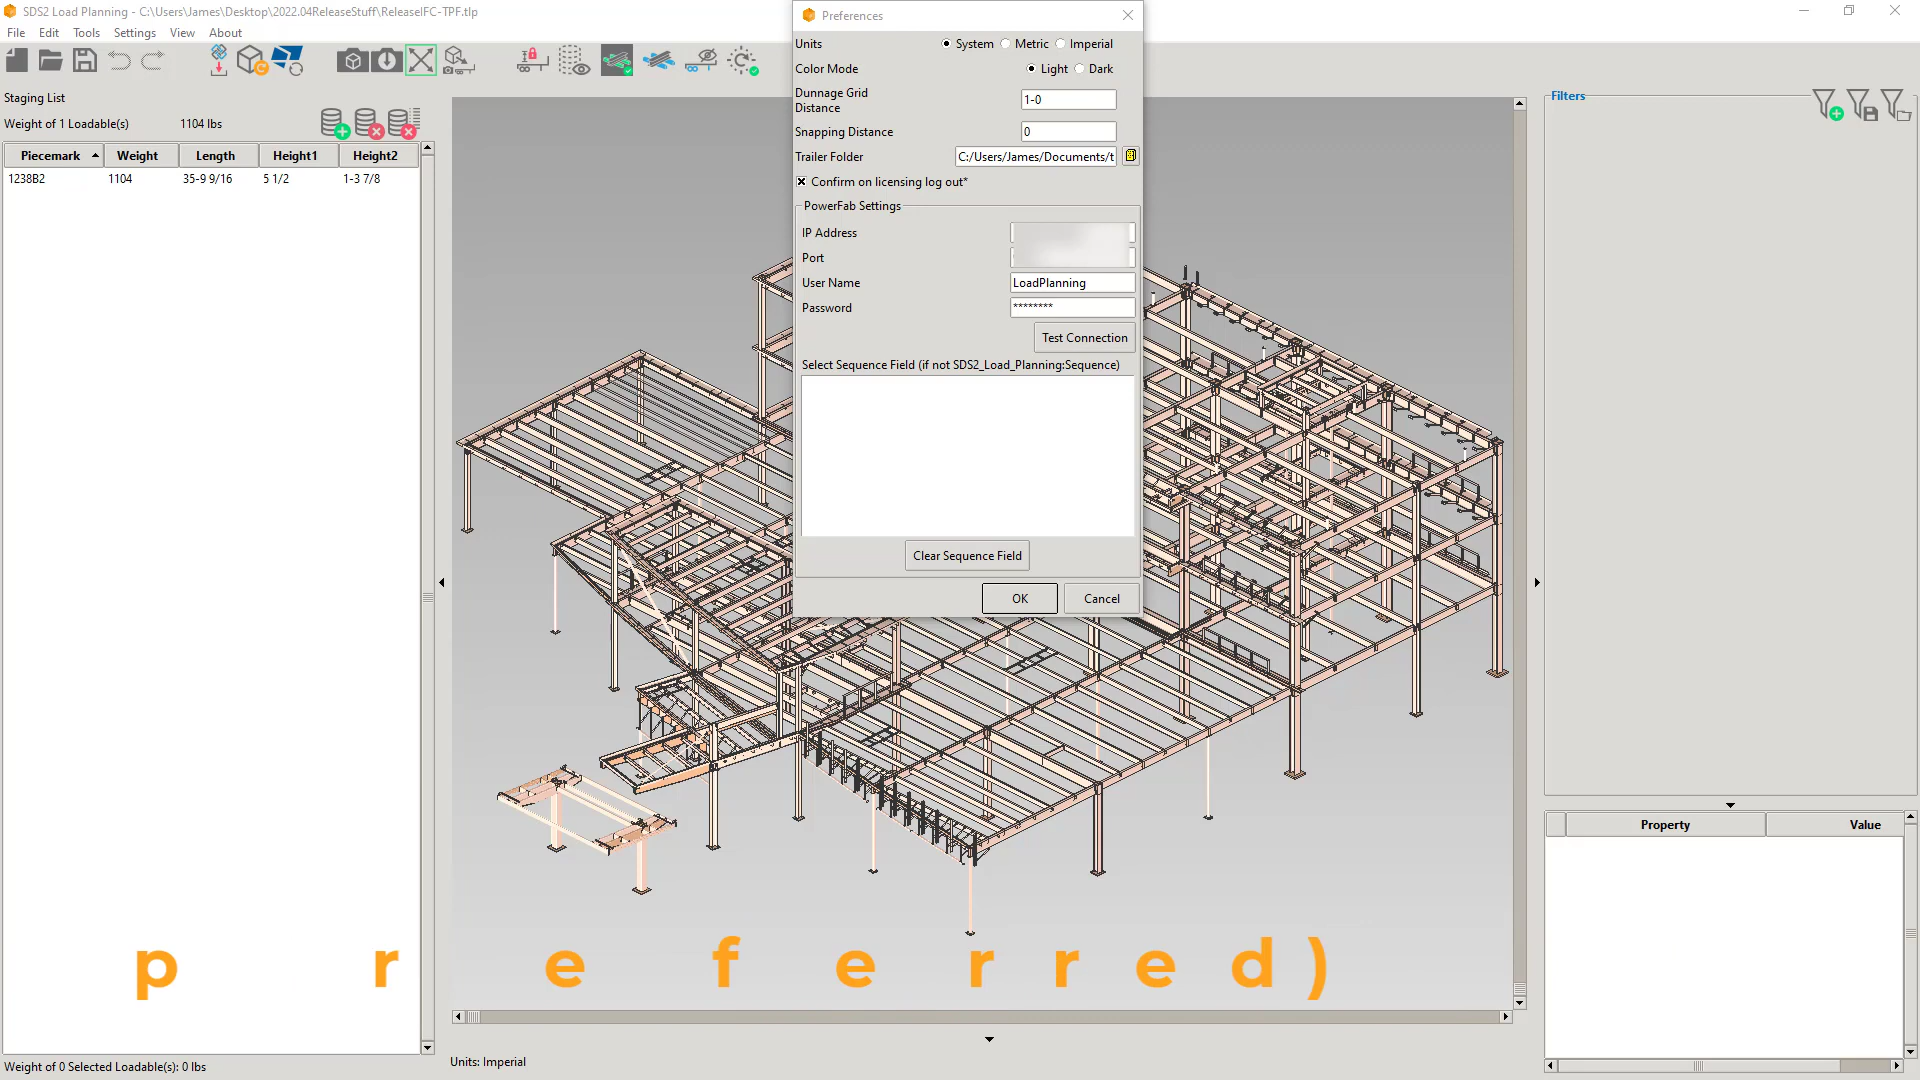 SDS2 Load Planning - C:\Users\James\Desktop\2022.04ReleaseStuff\ReleaseIFC-TPF.tlp
File Edit Tools Settings View About
Staging List
Weight of 1 Loadable(s) 1104 lbs
Piecemark Weight Length Height1 Height2
1238B2 1104 35-9 9/16 5 1/2 1-3 7/8
Weight of 0 Selected Loadable(s): 0 lbs
Preferences
Units System Metric Imperial
Color Mode Light Dark
Dunnage Grid
Distance 1-0
Snapping Distance 0
Trailer Folder C:/Users/James/Documents/t
Confirm on licensing log out*
PowerFab Settings
IP Address
Port
User Name LoadPlanning
Password ********
Test Connection
Select Sequence Field (if not SDS2_Load_Planning:Sequence)
Clear Sequence Field
OK Cancel
preferred)
Units: Imperial
Filters
Property Value